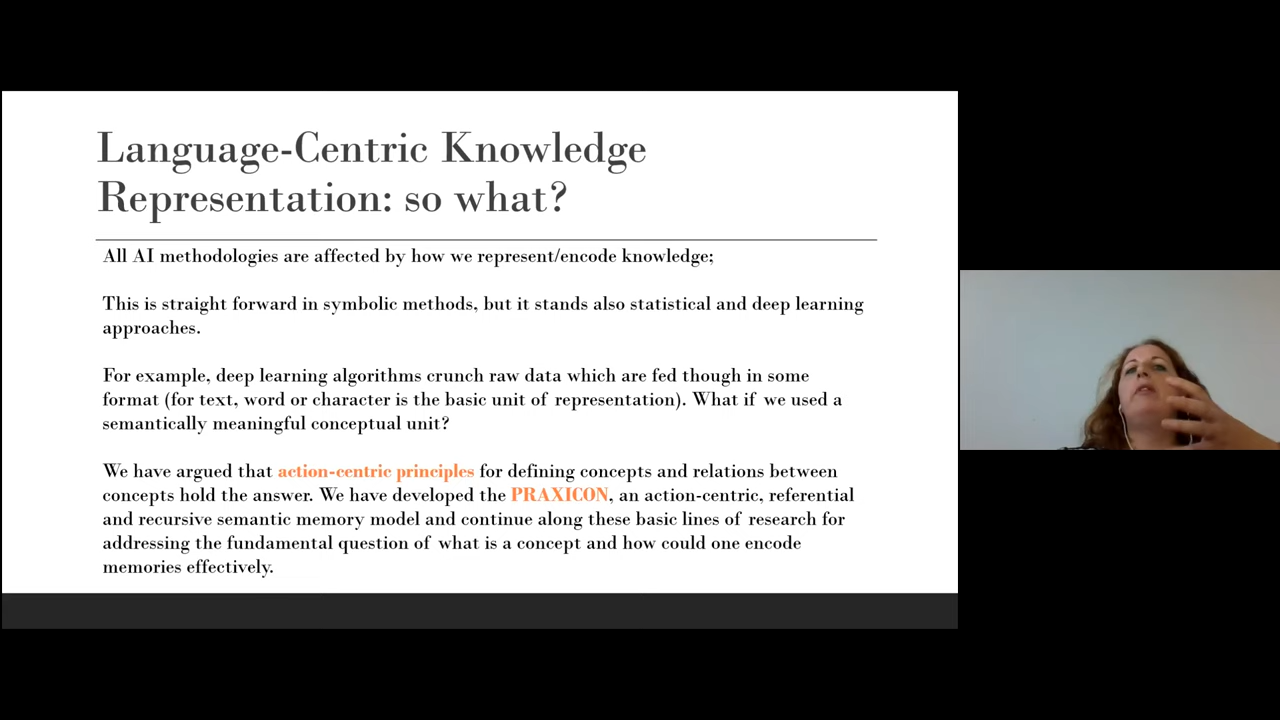 Language-Centric Knowledge
Representation: so what?
All AI methodologies are affected by how we represent/encode knowledge;
This is straight forward in symbolic methods, but it stands also statistical and deep learning
approaches.
For example, deep learning algorithms crunch raw data which are fed though in some
format (for text, word or character is the basic unit of representation). What if we used a
semantically meaningful conceptual unit?
We have argued that action-centric principles for defining concepts and relations between
concepts hold the answer. We have developed the PRAXICON, an action-centric, referential
and recursive semantic memory model and continue along these basic lines of research for
addressing the fundamental question of what is a concept and how could one encode
memories effectively.